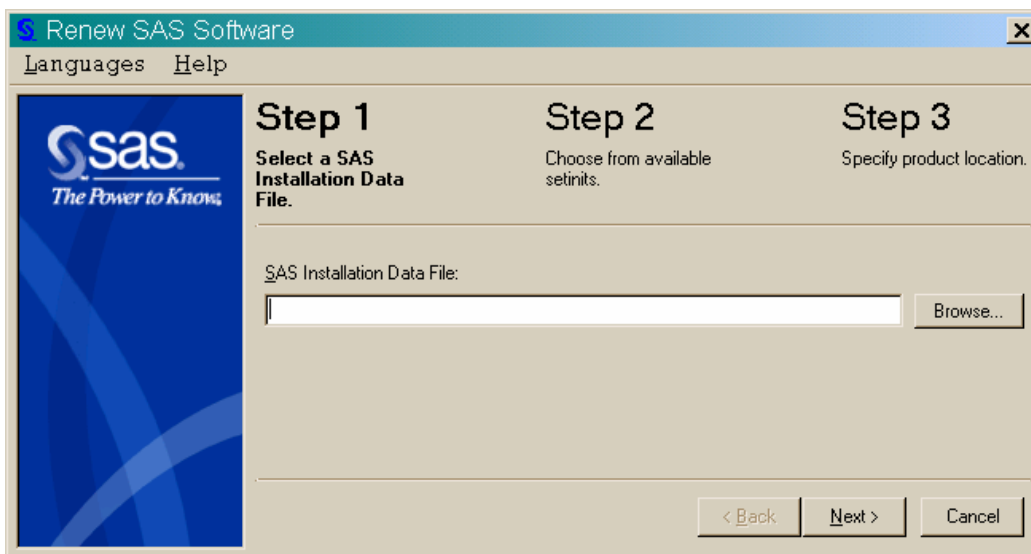 Renew SAS Software
Languages Help
sas.
The Power to Know.
Step 1
Select a SAS
Installation Data
File.
Step 2
Choose from available
setinits.
Step 3
Specify product location.
SAS Installation Data File:
Browse...
< Back
Next >
Cancel